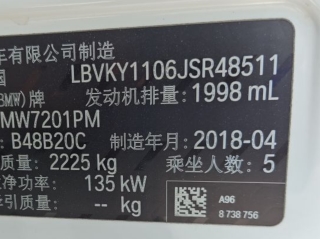 车有限公司制造
国 LBVKY1106JSR48511
(BMW)牌 发动机排量: 1998 mL
MW7201PM
: B48B20C 制造年月: 2018-04
质量: 2225 kg 乘坐人数: 5
净功率: 135 kW
牵引质量: -- kg
A96
8 738 756